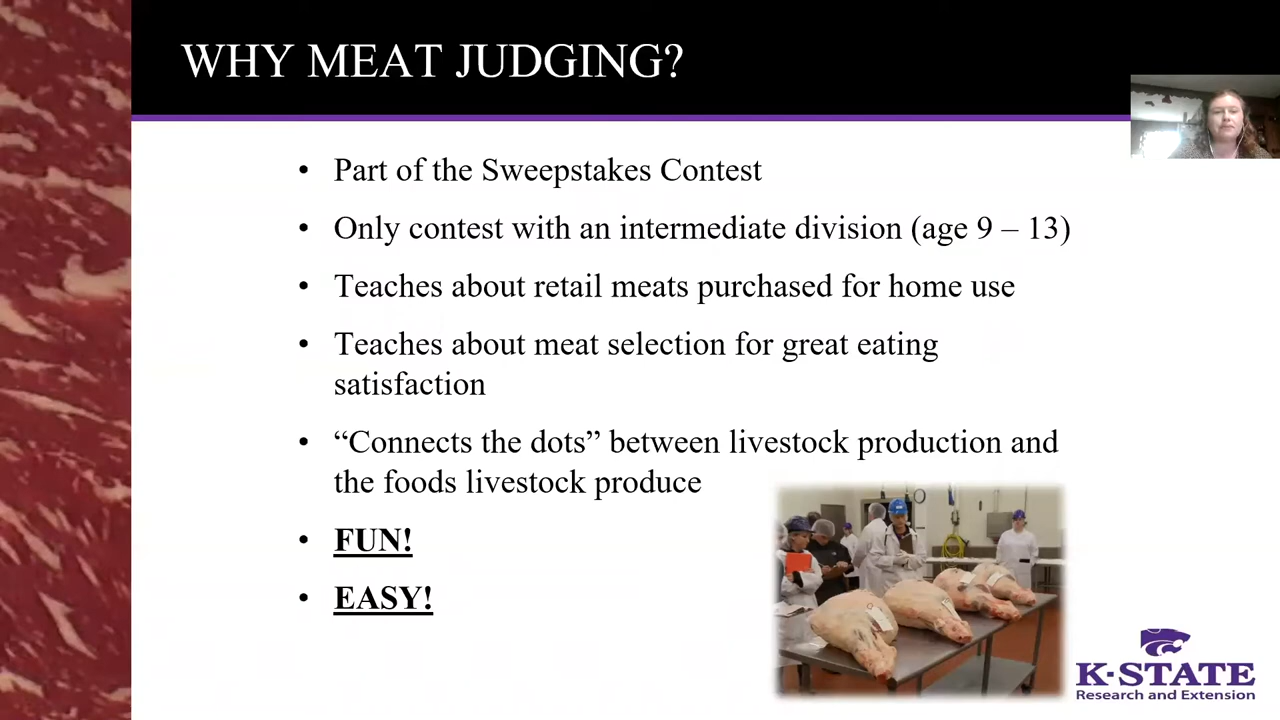 WHY MEAT JUDGING?
• Part of the Sweepstakes Contest
• Only contest with an intermediate division (age 9 – 13)
• Teaches about retail meats purchased for home use
• Teaches about meat selection for great eating
satisfaction
• “Connects the dots” between livestock production and
the foods livestock produce
• FUN!
• EASY!
K-STATE
Research and Extension